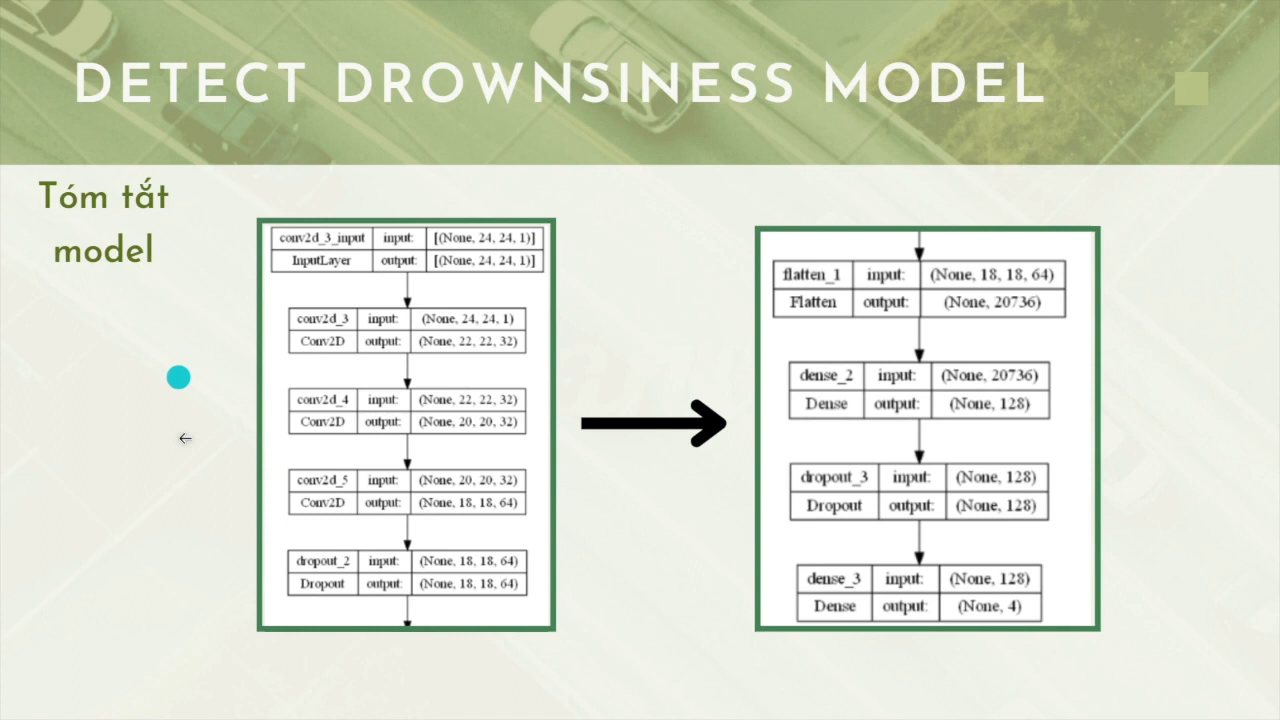 DETECT DROWNSINESS MODEL
Tóm tắt
model
conv2d_3_input input: [(None, 24, 24, 1)]
InputLayer output: [(None, 24, 24, 1)]
conv2d_3 input: (None, 24, 24, 1)
Conv2D output: (None, 22, 22, 32)
conv2d_4 input: (None, 22, 22, 32)
Conv2D output: (None, 20, 20, 32)
conv2d_5 input: (None, 20, 20, 32)
Conv2D output: (None, 18, 18, 64)
dropout_2 input: (None, 18, 18, 64)
Dropout output: (None, 18, 18, 64)
flatten_1 input: (None, 18, 18, 64)
Flatten output: (None, 20736)
dense_2 input: (None, 20736)
Dense output: (None, 128)
dropout_3 input: (None, 128)
Dropout output: (None, 128)
dense_3 input: (None, 128)
Dense output: (None, 4)